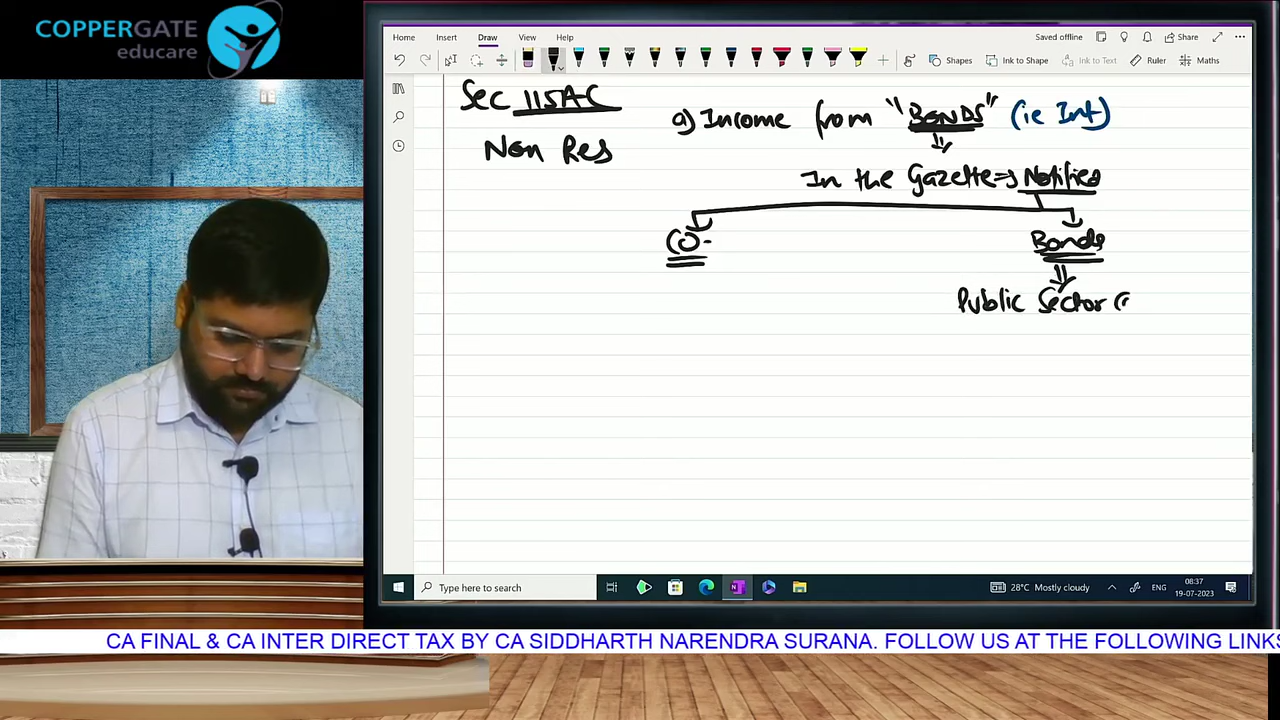 COPPERGATE
educare
Home Insert Draw View Help
Saved offline
Share
Shapes
Ink to Shape
Ink to Text
Ruler
Maths
Sec 115AC
Non Res
a) Income from "BONDS" (ie Int)
In the Gazette ⇒ Notified
Co. Bonds
Public Sector (
Type here to search
28°C Mostly cloudy
ENG
08:37
19-07-2023
CA FINAL & CA INTER DIRECT TAX BY CA SIDDHARTH NARENDRA SURANA. FOLLOW US AT THE FOLLOWING LINKS